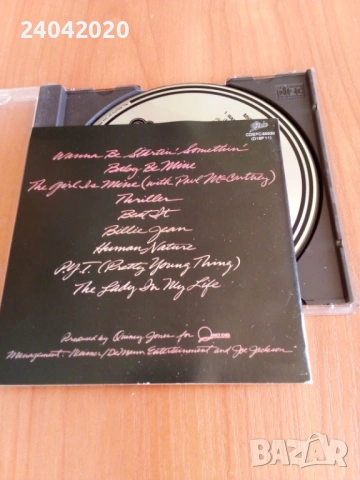 24042020
Epic
Wanna Be Startin' Somethin'
Baby Be Mine
The Girl Is Mine (with Paul McCartney)
Thriller
Beat It
Billie Jean
Human Nature
P.Y.T. (Pretty Young Thing)
The Lady In My Life
Produced by Quincy Jones for
Management: Weisner/DeMann Entertainment and Joe Jackson
BAZAR